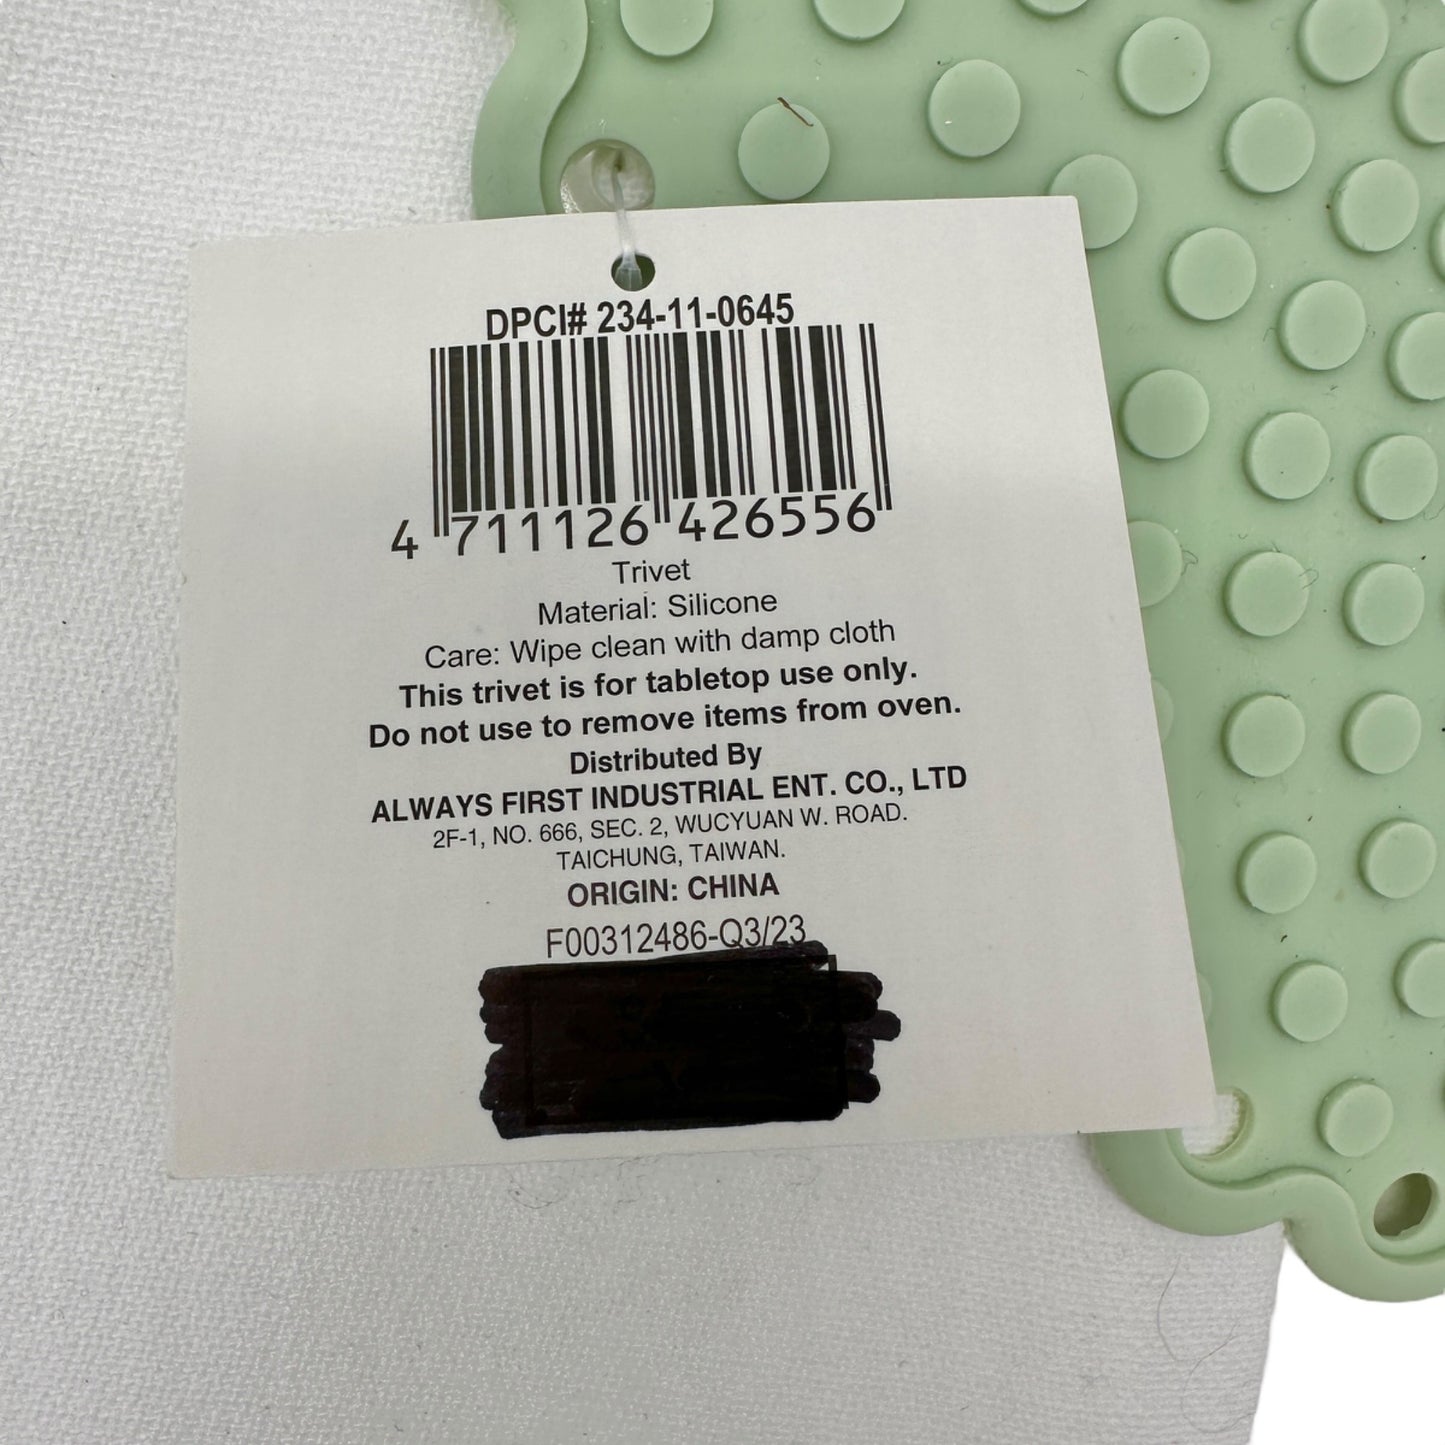 DPCI# 234-11-0645
4 711126 426556
Trivet
Material: Silicone
Care: Wipe clean with damp cloth
This trivet is for tabletop use only.
Do not use to remove items from oven.
Distributed By
ALWAYS FIRST INDUSTRIAL ENT. CO., LTD
2F-1, NO. 666, SEC. 2, WUCYUAN W. ROAD.
TAICHUNG, TAIWAN.
ORIGIN: CHINA
F00312486-Q3/23